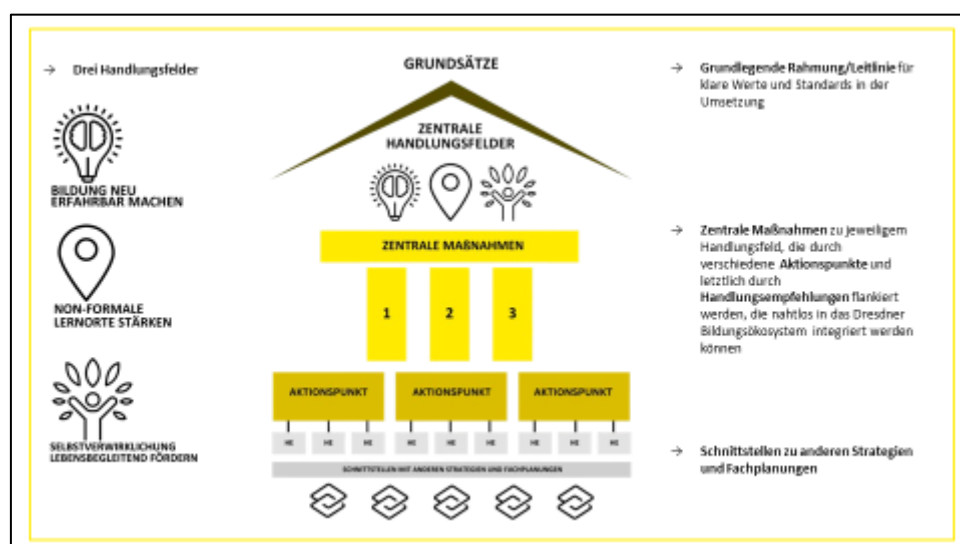 → Drei Handlungsfelder
BILDUNG NEU
ERFAHRBAR MACHEN
NON-FORMALE
LERNORTE STÄRKEN
SELBSTVERWIRKLICHUNG
LEBENSBEGLEITEND FÖRDERN
GRUNDSÄTZE
ZENTRALE
HANDLUNGSFELDER
ZENTRALE MAßNAHMEN
1 2 3
AKTIONSPUNKT AKTIONSPUNKT AKTIONSPUNKT
HE HE HE HE HE HE HE HE HE
SCHNITTSTELLEN MIT ANDEREN STRATEGIEN UND FACHPLANUNGEN
→ Grundlegende Rahmung/Leitlinie für
klare Werte und Standards in der
Umsetzung
→ Zentrale Maßnahmen zu jeweiligem
Handlungsfeld, die durch
verschiedene Aktionspunkte und
letztlich durch
Handlungsempfehlungen flankiert
werden, die nahtlos in das Dresdner
Bildungsökosystem integriert werden
können
→ Schnittstellen zu anderen Strategien
und Fachplanungen